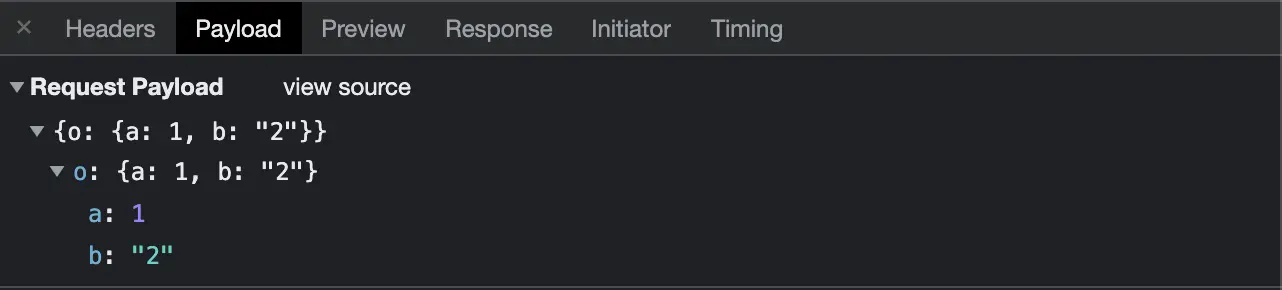 × Headers Payload Preview Response Initiator Timing
Request Payload view source
{o: {a: 1, b: "2"}}
o: {a: 1, b: "2"}
a: 1
b: "2"